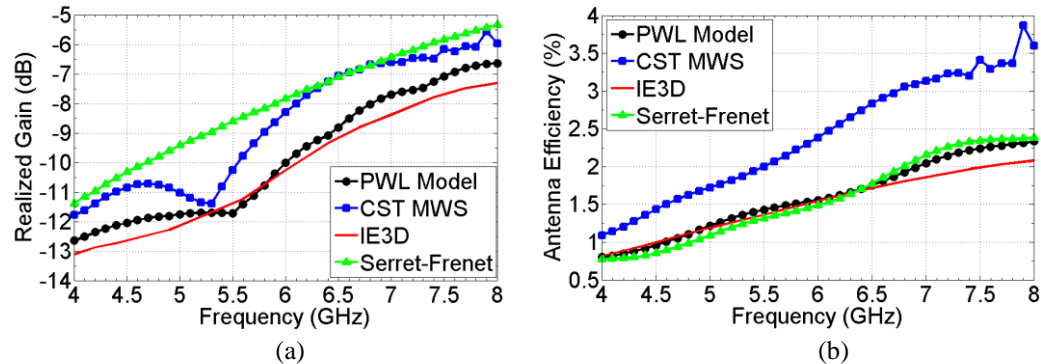 Realized Gain (dB)
-5
-6
-7
-8
-9
-10
-11
-12
-13
-14
4
4.5
5
5.5
6
6.5
7
7.5
8
Frequency (GHz)
PWL Model
CST MWS
IE3D
Serret-Frenet
(a)
Antenna Efficiency (%)
4
3.5
3
2.5
2
1.5
1
0.5
4
4.5
5
5.5
6
6.5
7
7.5
8
Frequency (GHz)
PWL Model
CST MWS
IE3D
Serret-Frenet
(b)